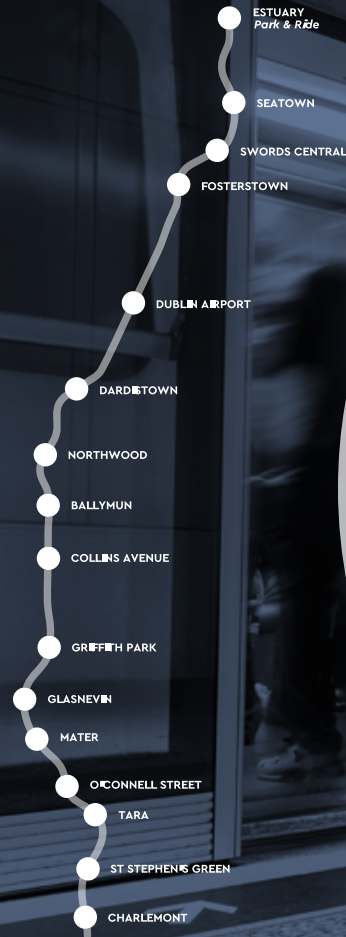 ESTUARY
Park & Ride
SEATOWN
SWORDS CENTRAL
FOSTERSTOWN
DUBLIN AIRPORT
DARDISTOWN
NORTHWOOD
BALLYMUN
COLLINS AVENUE
GRIFFITH PARK
GLASNEVIN
MATER
O'CONNELL STREET
TARA
ST STEPHEN'S GREEN
CHARLEMONT